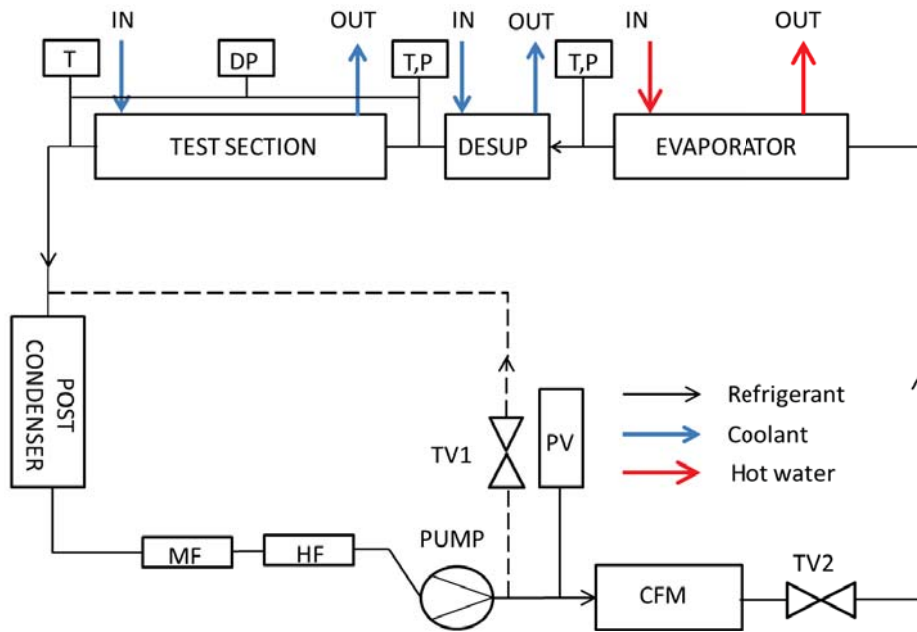 IN
OUT
IN
OUT
IN
OUT
T
DP
T,P
T,P
TEST SECTION
DESUP
EVAPORATOR
POST
CONDENSER
TV1
PV
Refrigerant
Coolant
Hot water
MF
HF
PUMP
CFM
TV2